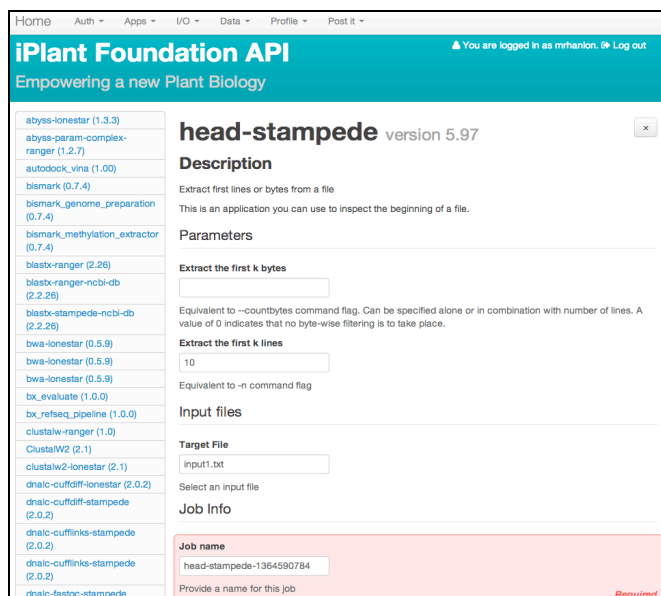 Home Auth Apps I/O Data Profile Post it
iPlant Foundation API
You are logged in as mrhanlon. Log out
Empowering a new Plant Biology
abyss-lonestar (1.3.3)
abyss-param-complex-
ranger (1.2.7)
autodock_vina (1.00)
bismark (0.7.4)
bismark_genome_preparation
(0.7.4)
bismark_methylation_extractor
(0.7.4)
blastx-ranger (2.26)
blastx-ranger-ncbi-db
(2.2.26)
blastx-stampede-ncbi-db
(2.2.26)
bwa-lonestar (0.5.9)
bwa-lonestar (0.5.9)
bwa-lonestar (0.5.9)
bx_evaluate (1.0.0)
bx_refseq_pipeline (1.0.0)
clustalw-ranger (1.0)
ClustalW2 (2.1)
clustalw2-lonestar (2.1)
dnalc-cuffdiff-lonestar (2.0.2)
dnalc-cuffdiff-stampede
(2.0.2)
dnalc-cufflinks-stampede
(2.0.2)
dnalc-cufflinks-stampede
(2.0.2)
dnalc-fastqc-stampede
head-stampede version 5.97
×
Description
Extract first lines or bytes from a file
This is an application you can use to inspect the beginning of a file.
Parameters
Extract the first k bytes
Equivalent to --countbytes command flag. Can be specified alone or in combination with number of lines. A
value of 0 indicates that no byte-wise filtering is to take place.
Extract the first k lines
10
Equivalent to -n command flag
Input files
Target File
input1.txt
Select an input file
Job Info
Job name
head-stampede-1364590784
Provide a name for this job
Required